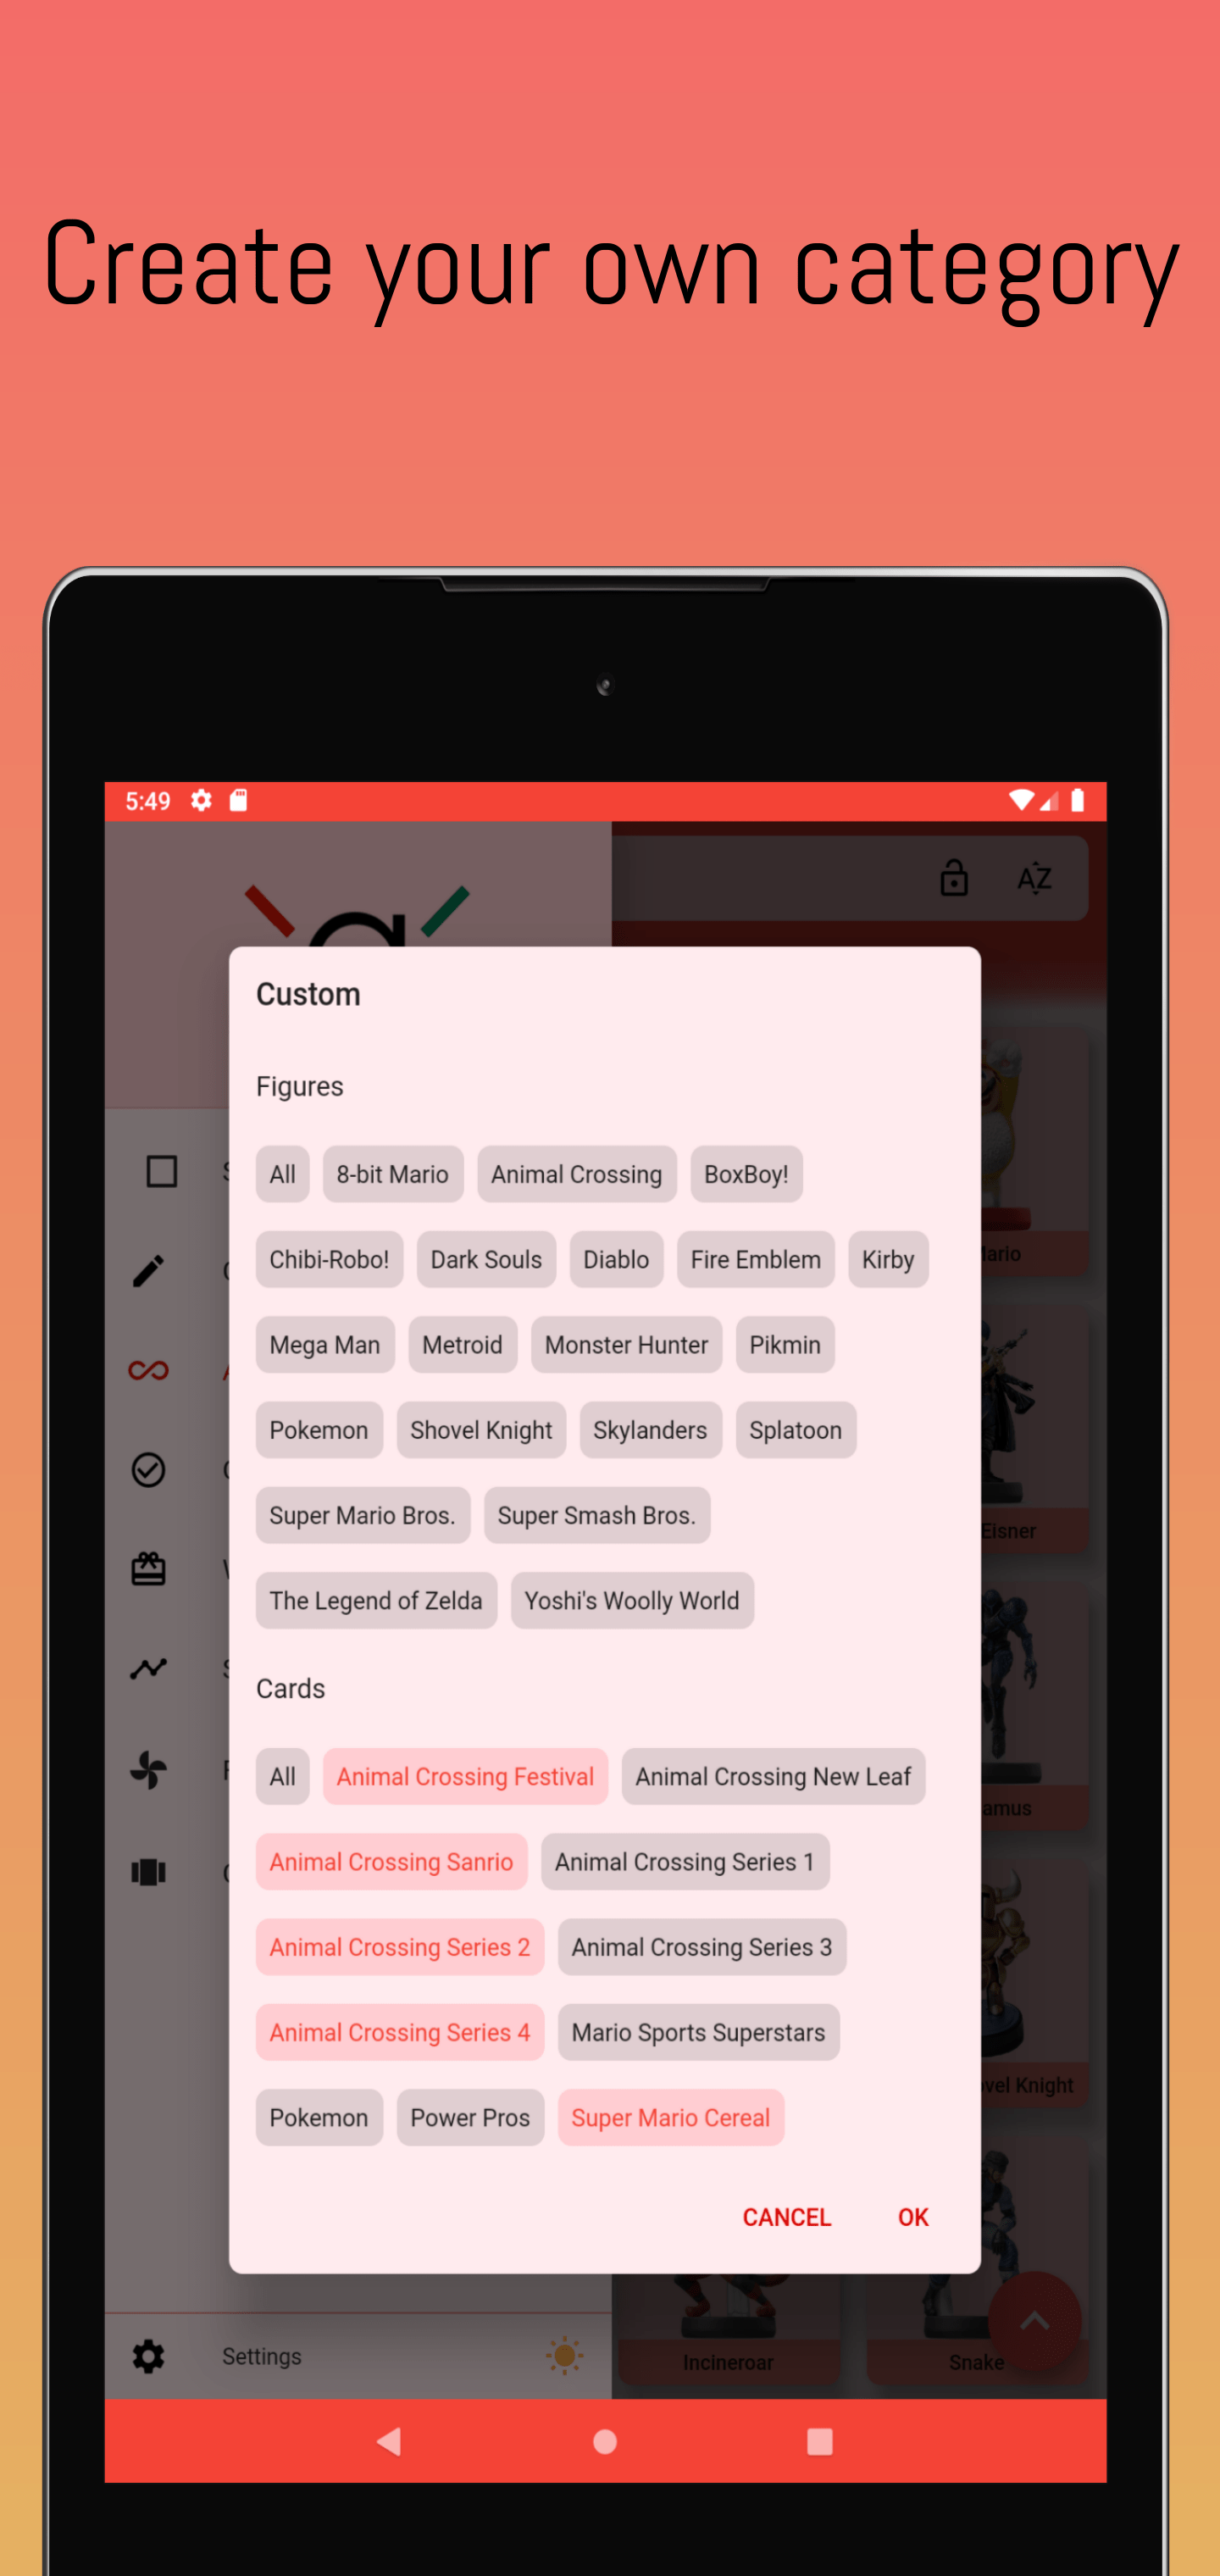 Create your own category
5:49
AZ
Custom
Figures
All 8-bit Mario Animal Crossing BoxBoy!
Chibi-Robo! Dark Souls Diablo Fire Emblem Kirby
Mega Man Metroid Monster Hunter Pikmin
Pokemon Shovel Knight Skylanders Splatoon
Super Mario Bros. Super Smash Bros.
The Legend of Zelda Yoshi's Woolly World
Cards
All Animal Crossing Festival Animal Crossing New Leaf
Animal Crossing Sanrio Animal Crossing Series 1
Animal Crossing Series 2 Animal Crossing Series 3
Animal Crossing Series 4 Mario Sports Superstars
Pokemon Power Pros Super Mario Cereal
CANCEL OK
Eisner
Knight
Incineroar Snake
Settings